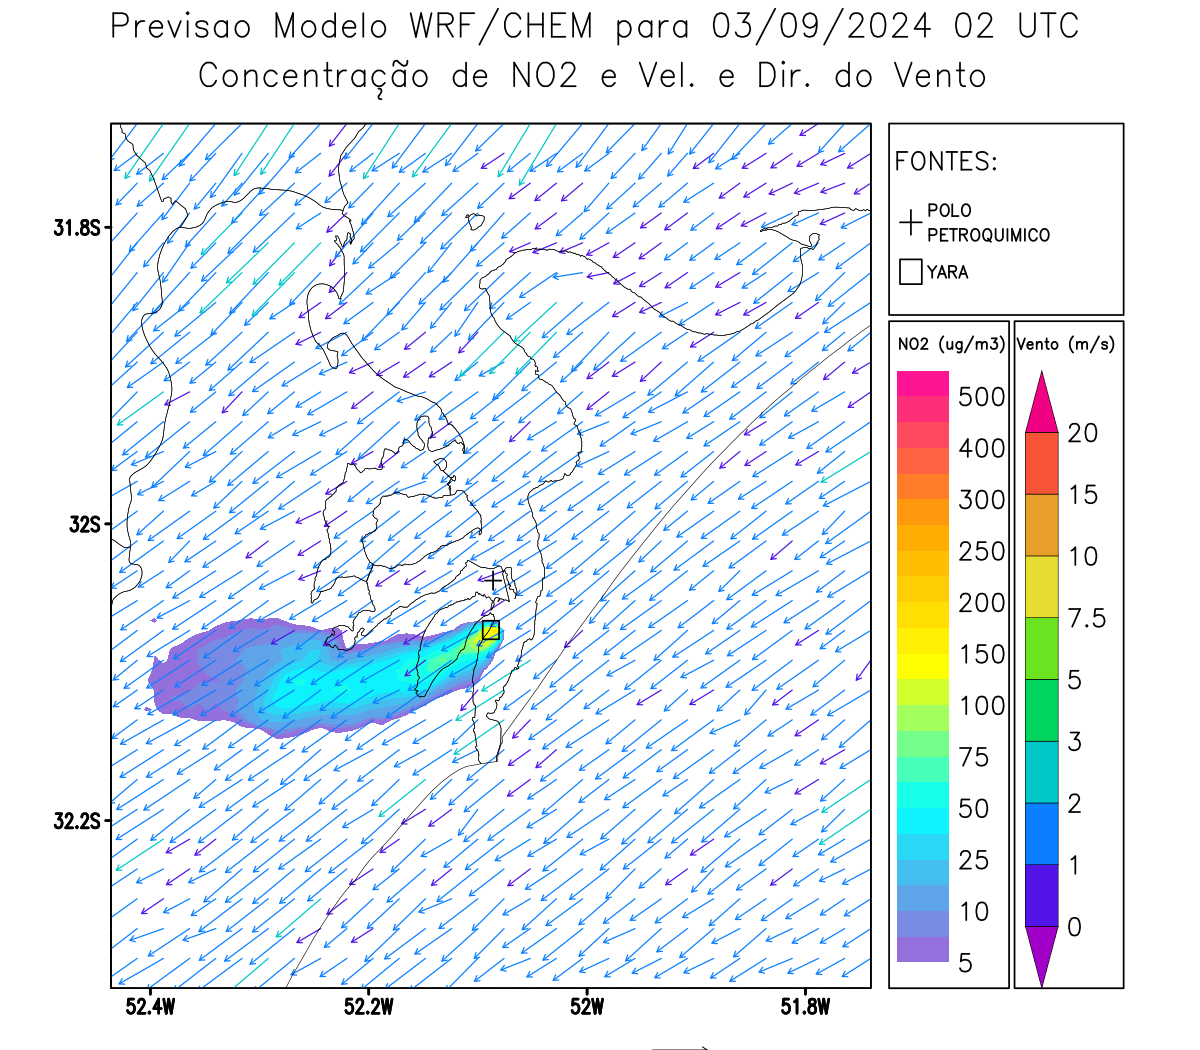 Previsao Modelo WRF/CHEM para 03/09/2024 02 UTC
Concentração de NO2 e Vel. e Dir. do Vento
FONTES:
POLO
PETROQUIMICO
YARA
NO2 (ug/m3)
500
400
300
250
200
150
100
75
50
25
10
5
Vento (m/s)
20
15
10
7.5
5
3
2
1
0
31.8S
32S
32.2S
52.4W
52.2W
52W
51.8W